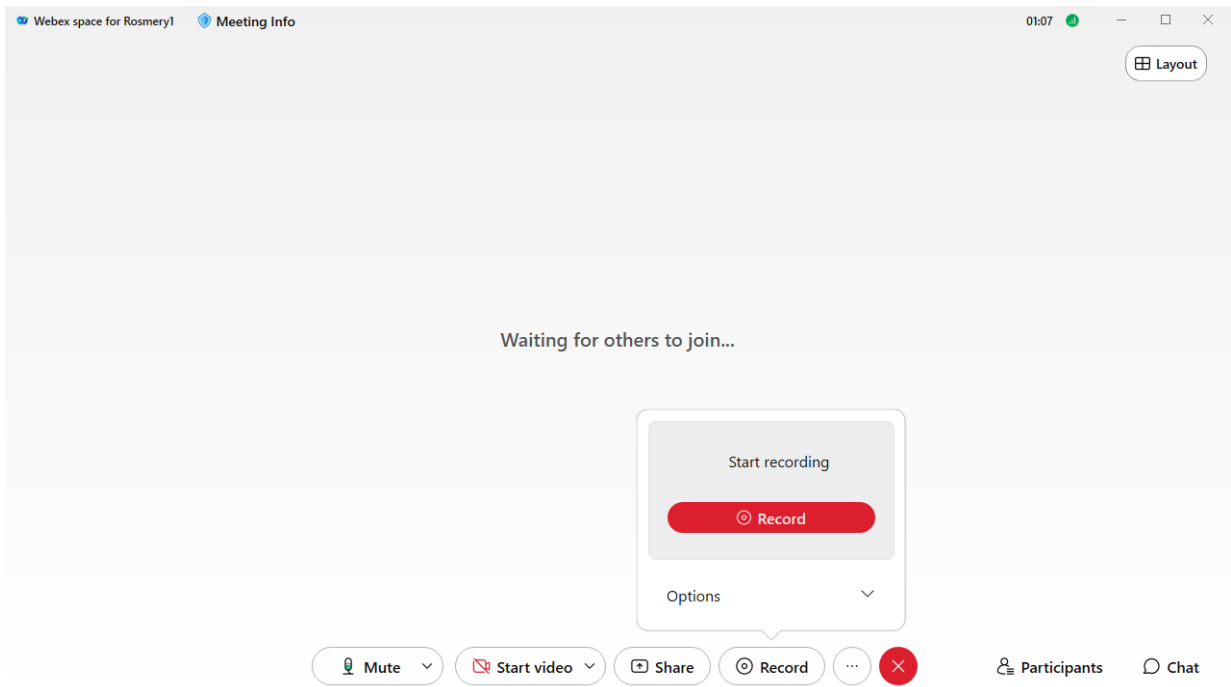 Webex space for Rosmery1 Meeting Info 01:07
Layout
Waiting for others to join...
Start recording
Record
Options
Mute Start video Share Record ... Participants Chat